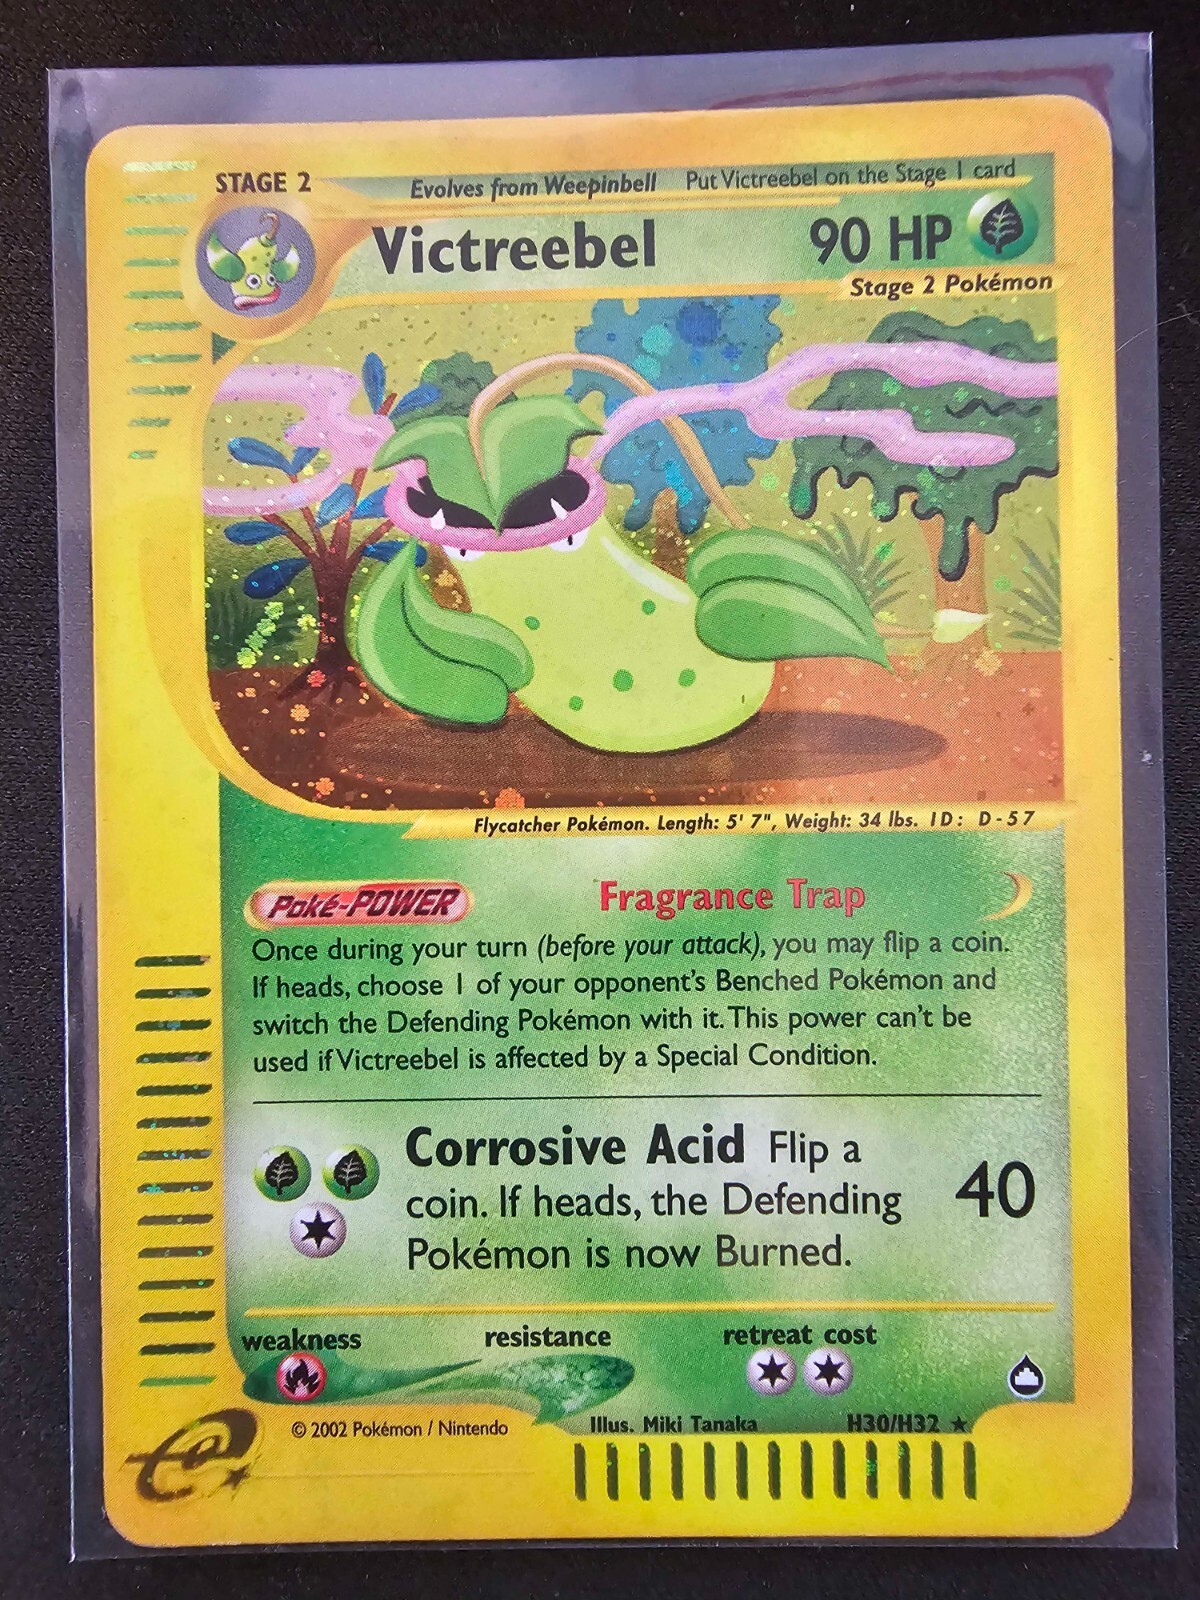 STAGE 2
Evolves from Weepinbell Put Victreebel on the Stage 1 card
Victreebel 90 HP
Stage 2 Pokémon
Flycatcher Pokémon. Length: 5' 7", Weight: 34 lbs. ID: D-57
Poké-POWER Fragrance Trap
Once during your turn (before your attack), you may flip a coin.
If heads, choose 1 of your opponent's Benched Pokémon and
switch the Defending Pokémon with it. This power can't be
used if Victreebel is affected by a Special Condition.
Corrosive Acid Flip a
coin. If heads, the Defending 40
Pokémon is now Burned.
weakness resistance retreat cost
© 2002 Pokémon / Nintendo Illus. Miki Tanaka H30/H32 ★
e